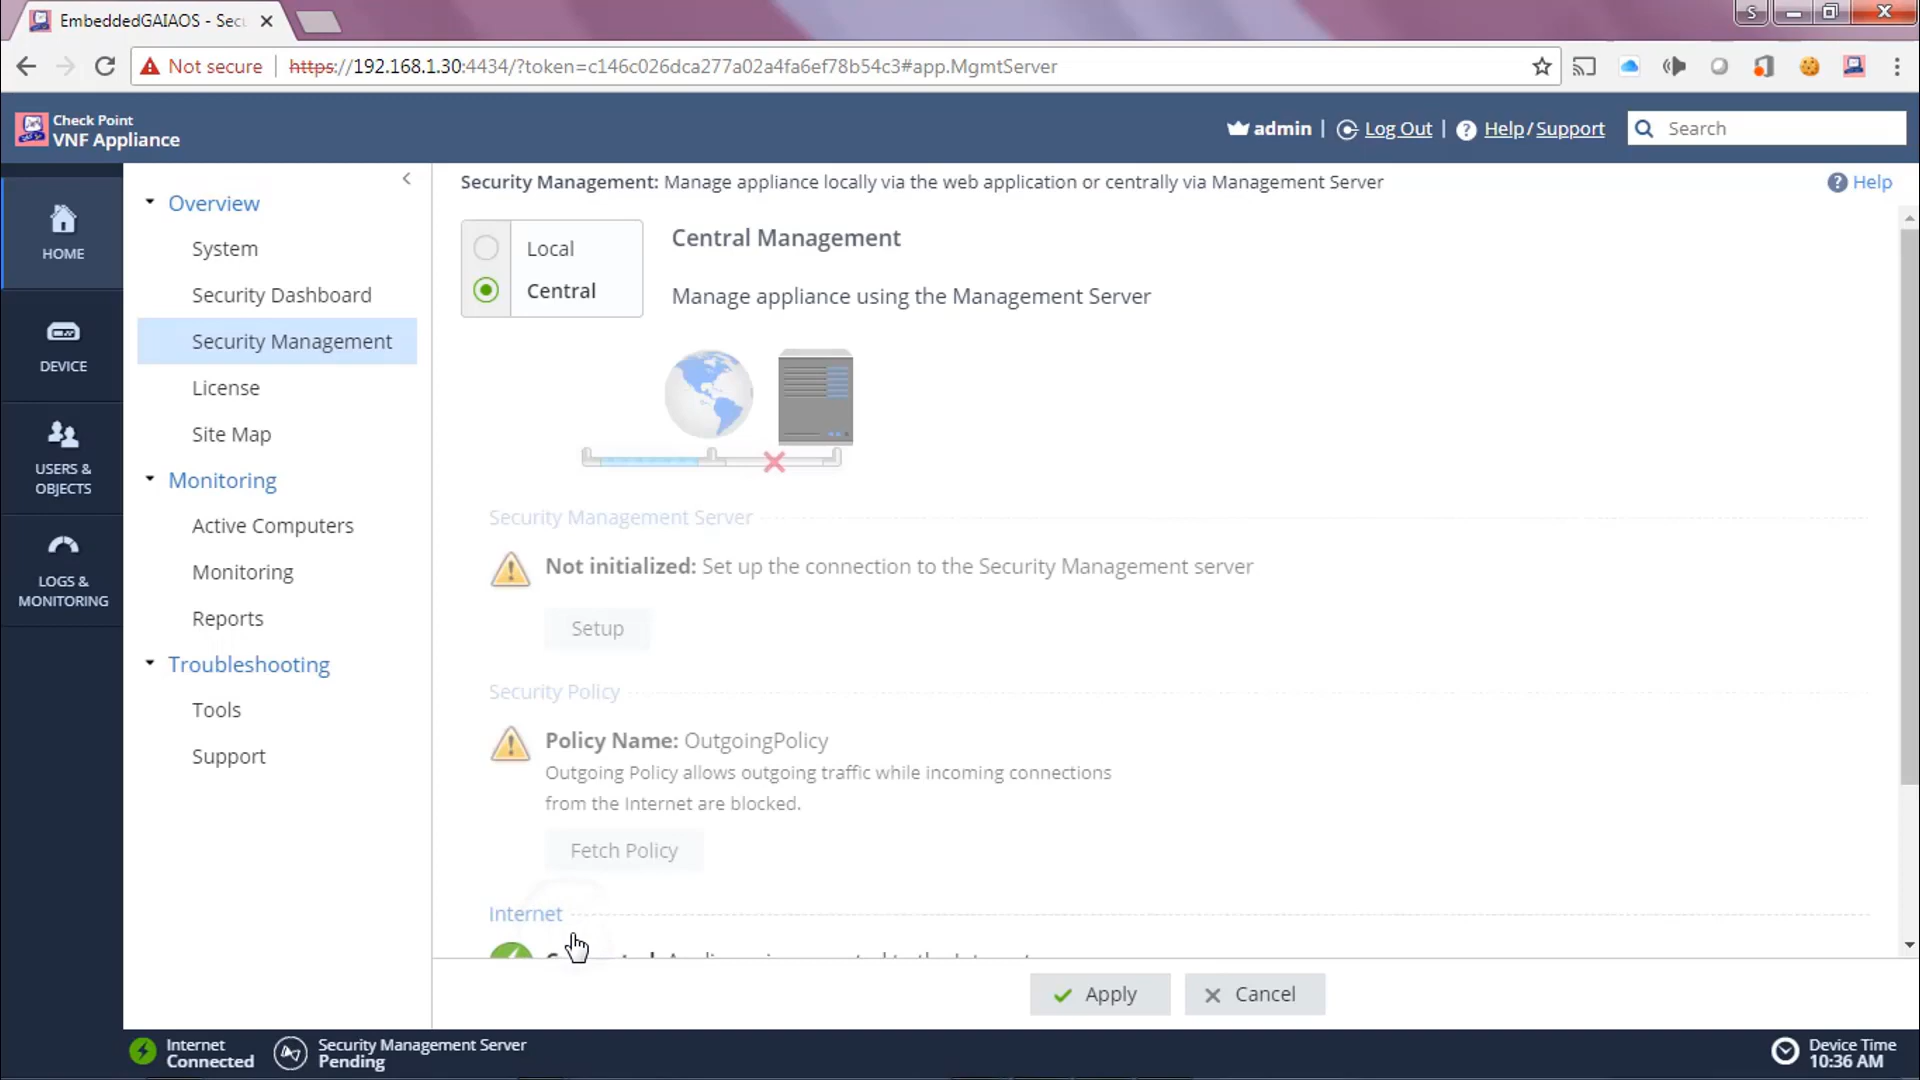 EmbeddedGAIAOS - Sec
S
Not secure
https://192.168.1.30:4434/?token=c146c026dca277a02a4fa6ef78b54c3#app.MgmtServer
Check Point
VNF Appliance
admin | Log Out | Help/Support
Search
HOME
DEVICE
USERS &
OBJECTS
LOGS &
MONITORING
Overview
System
Security Dashboard
Security Management
License
Site Map
Monitoring
Active Computers
Monitoring
Reports
Troubleshooting
Tools
Support
Security Management: Manage appliance locally via the web application or centrally via Management Server
Help
Local
Central
Central Management
Manage appliance using the Management Server
Security Management Server
Not initialized: Set up the connection to the Security Management server
Setup
Security Policy
Policy Name: OutgoingPolicy
Outgoing Policy allows outgoing traffic while incoming connections
from the Internet are blocked.
Fetch Policy
Internet
Apply
Cancel
Internet
Connected
Security Management Server
Pending
Device Time
10:36 AM